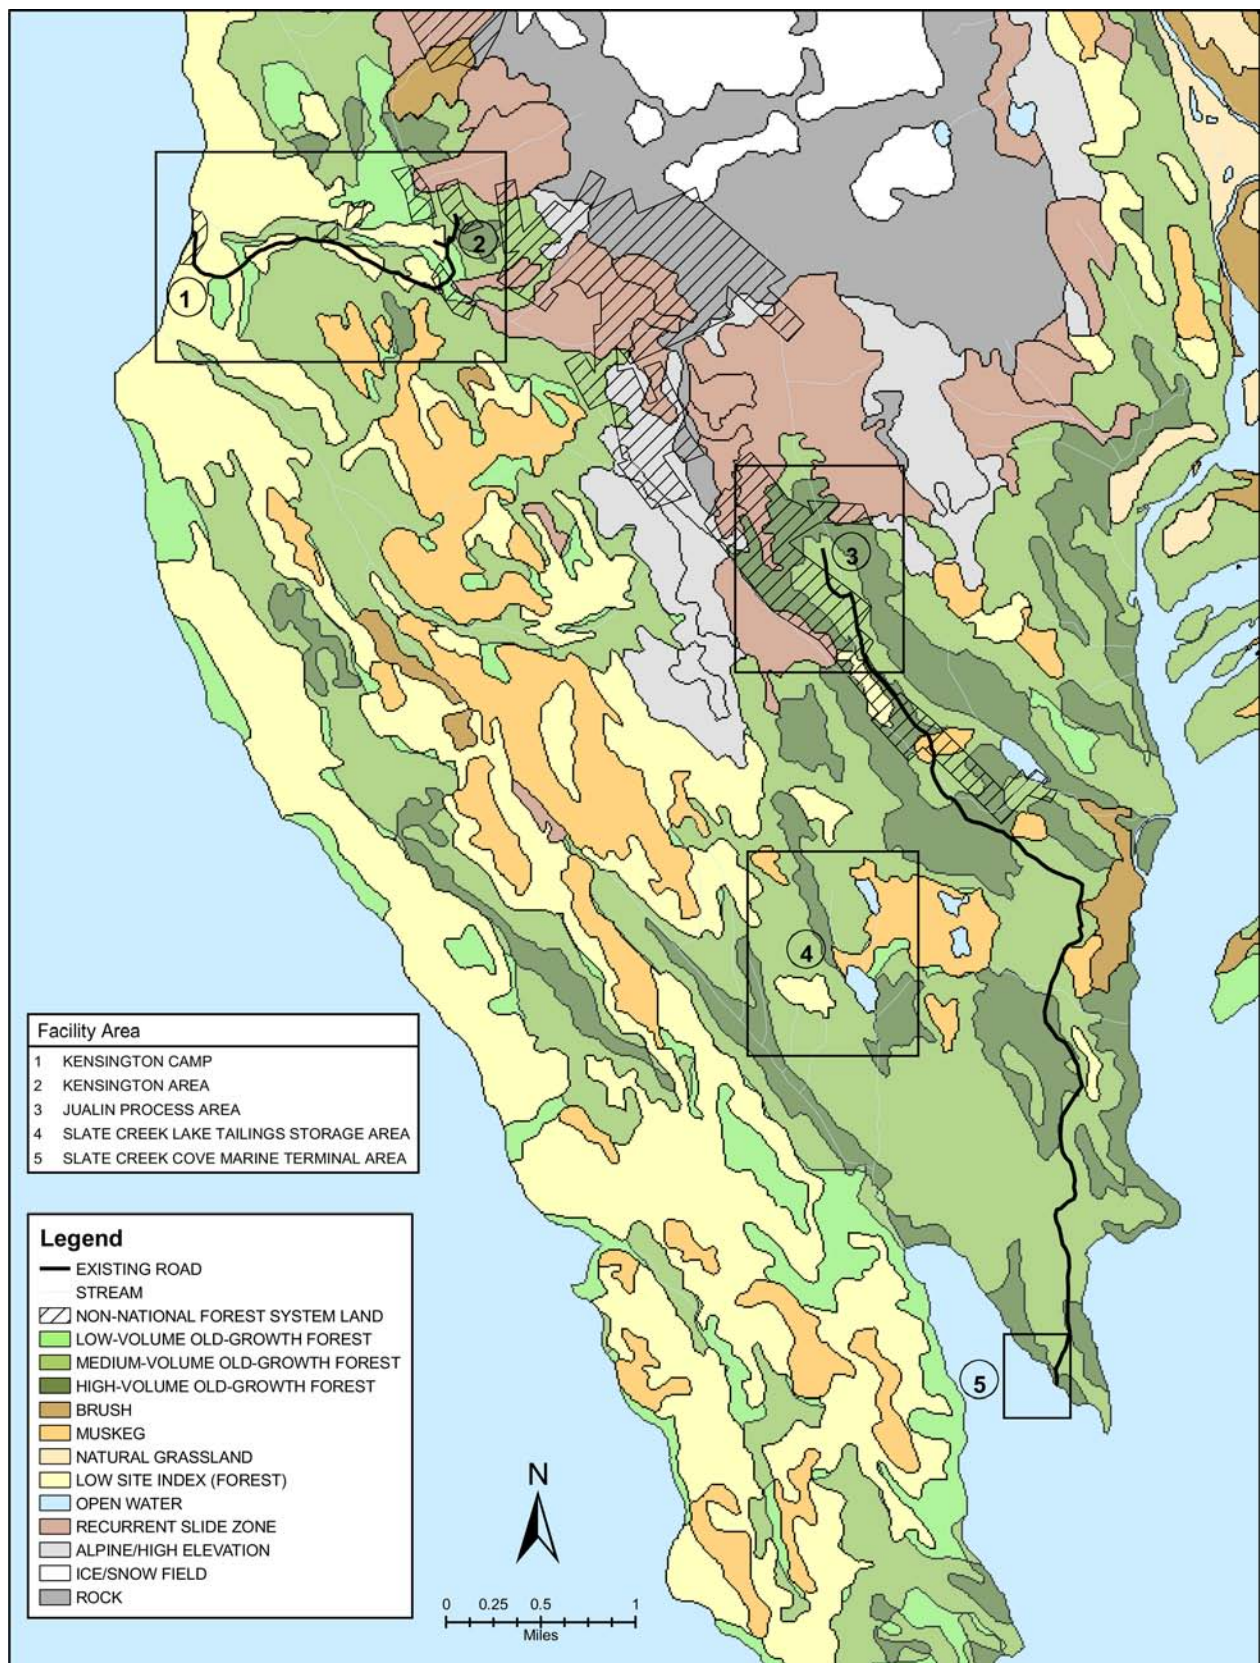 1
2
3
4
5
Facility Area
1 KENSINGTON CAMP
2 KENSINGTON AREA
3 JUALIN PROCESS AREA
4 SLATE CREEK LAKE TAILINGS STORAGE AREA
5 SLATE CREEK COVE MARINE TERMINAL AREA
Legend
EXISTING ROAD
STREAM
NON-NATIONAL FOREST SYSTEM LAND
LOW-VOLUME OLD-GROWTH FOREST
MEDIUM-VOLUME OLD-GROWTH FOREST
HIGH-VOLUME OLD-GROWTH FOREST
BRUSH
MUSKEG
NATURAL GRASSLAND
LOW SITE INDEX (FOREST)
OPEN WATER
RECURRENT SLIDE ZONE
ALPINE/HIGH ELEVATION
ICE/SNOW FIELD
ROCK
N
0 0.25 0.5 1
Miles